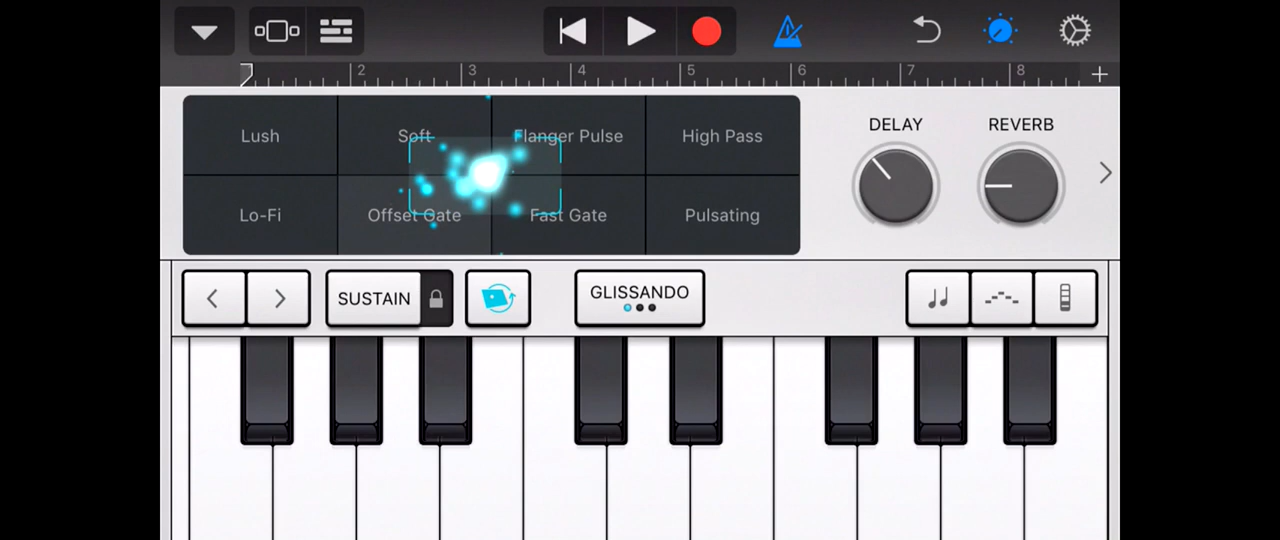 2 3 4 5 6 7 8 +
DELAY REVERB
Lush Soft Flanger Pulse High Pass
Lo-Fi Offset Gate Fast Gate Pulsating
SUSTAIN GLISSANDO